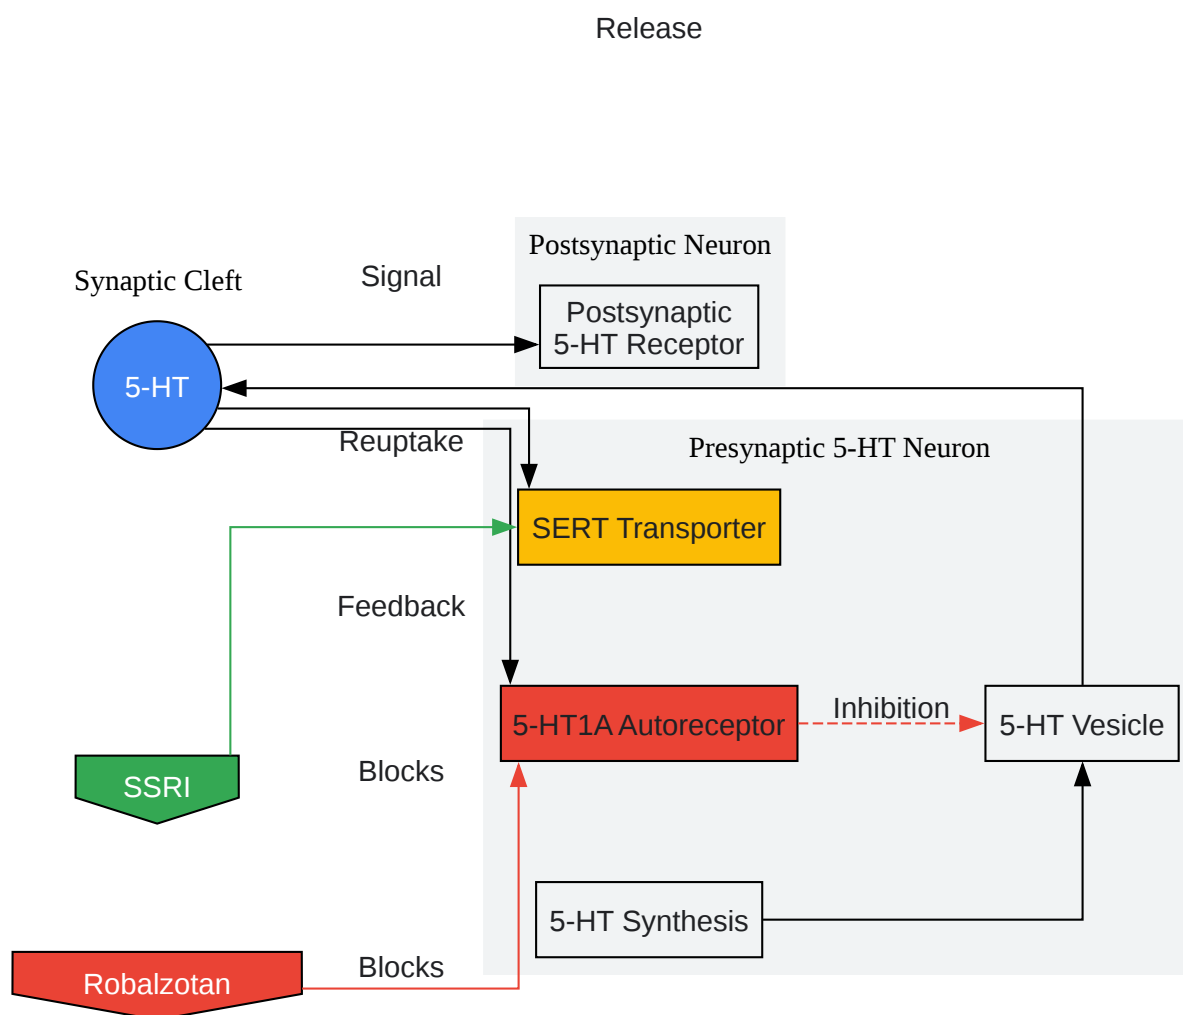 Release
Postsynaptic Neuron
Synaptic Cleft
Signal
Postsynaptic
5-HT Receptor
5-HT
Reuptake
Presynaptic 5-HT Neuron
SERT Transporter
Feedback
5-HT1A Autoreceptor
Inhibition
5-HT Vesicle
SSRI
Blocks
5-HT Synthesis
Robalzotan
Blocks